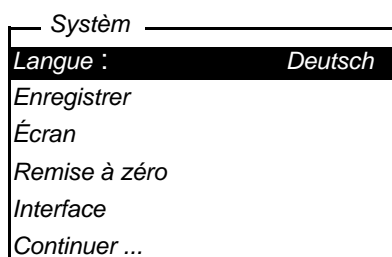 Systèm
Langue : Deutsch
Enregistrer
Écran
Remise à zéro
Interface
Continuer ...